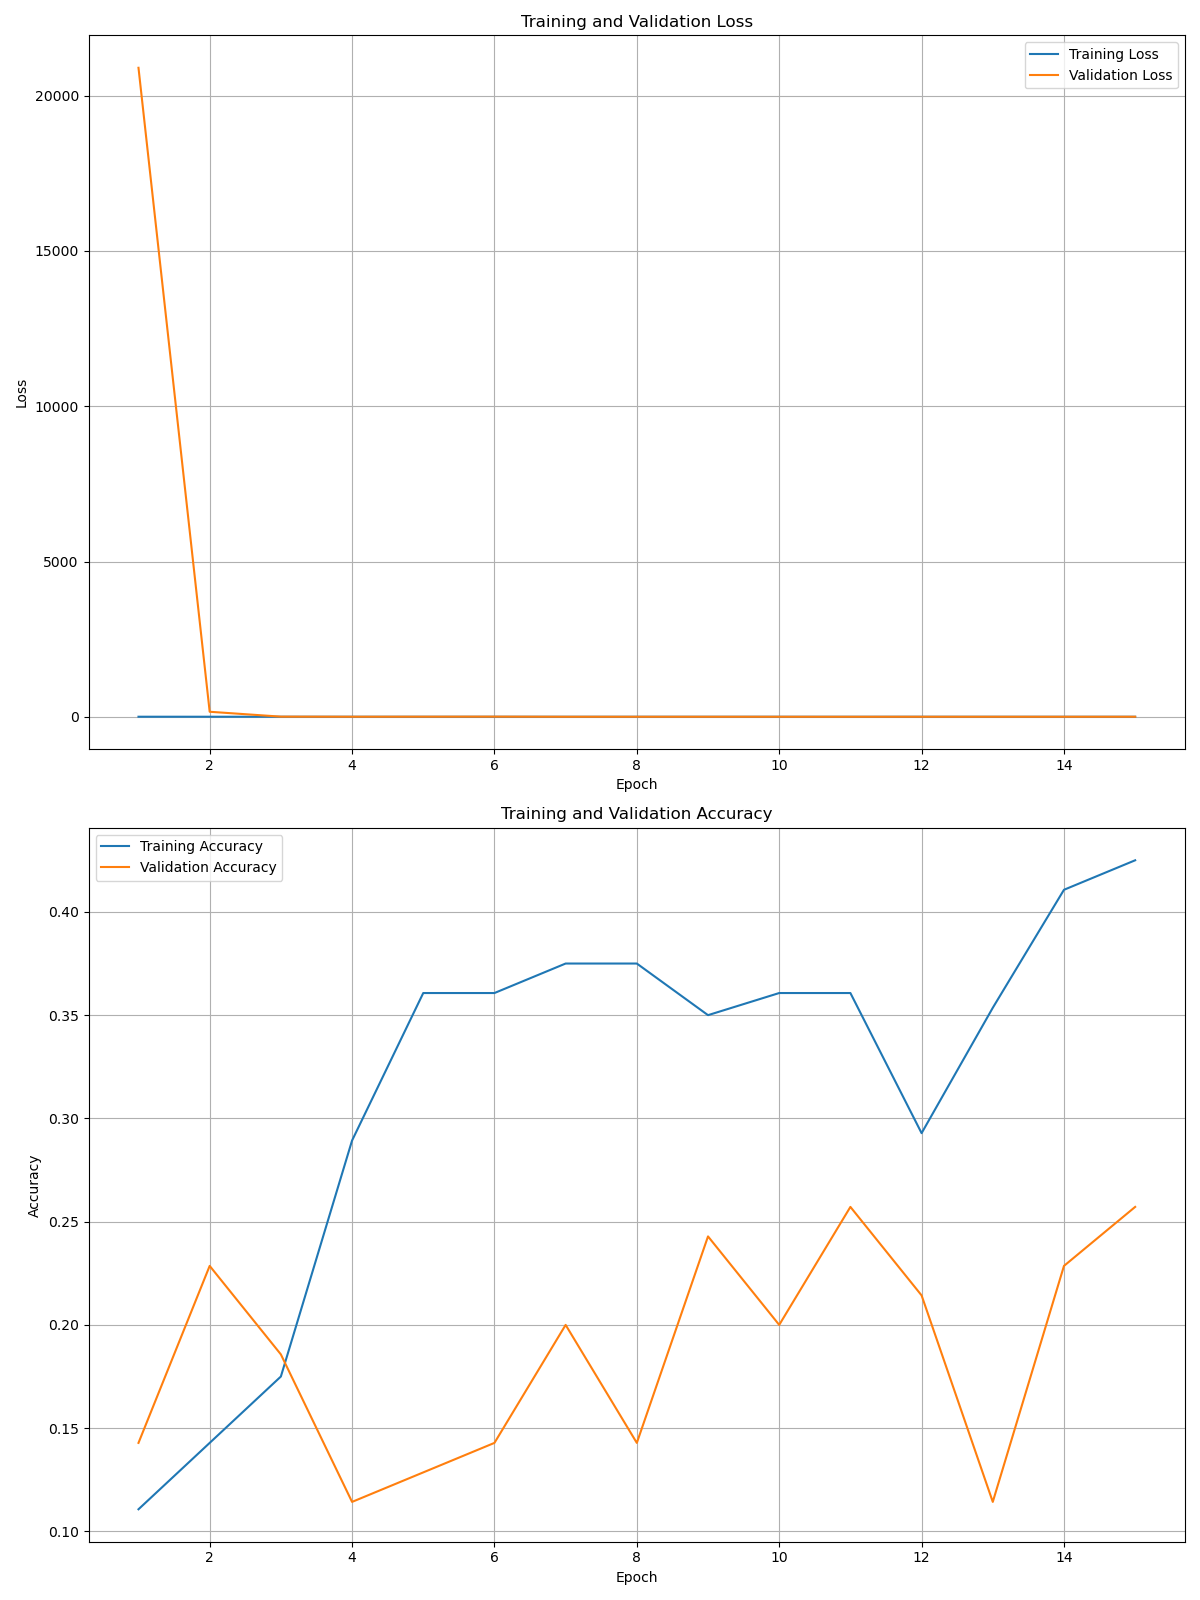 Training and Validation Loss
Training Loss
Validation Loss
20000
15000
10000
5000
0
Loss
2 4 6 8 10 12 14
Epoch
Training and Validation Accuracy
Training Accuracy
Validation Accuracy
0.40
0.35
0.30
0.25
0.20
0.15
0.10
Accuracy
2 4 6 8 10 12 14
Epoch